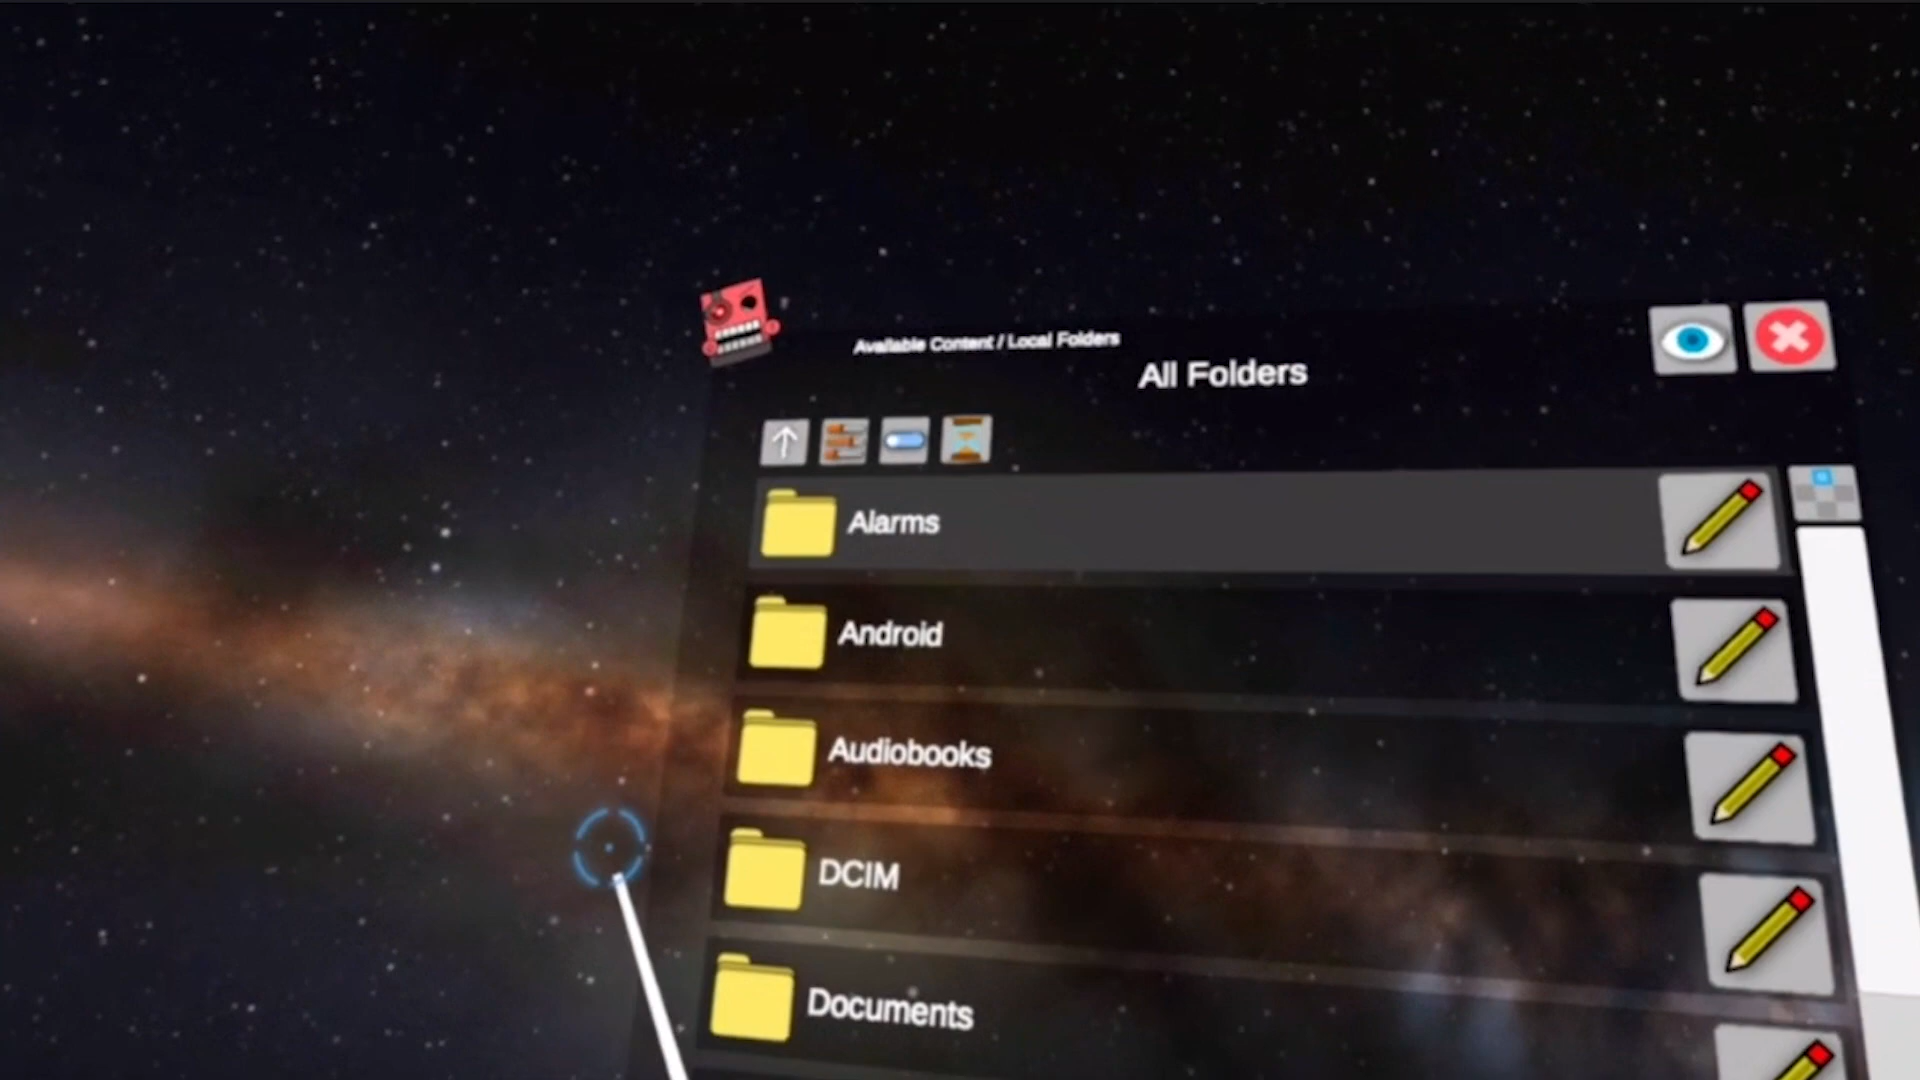 Available Content / Local Folders
All Folders
Alarms
Android
Audiobooks
DCIM
Documents